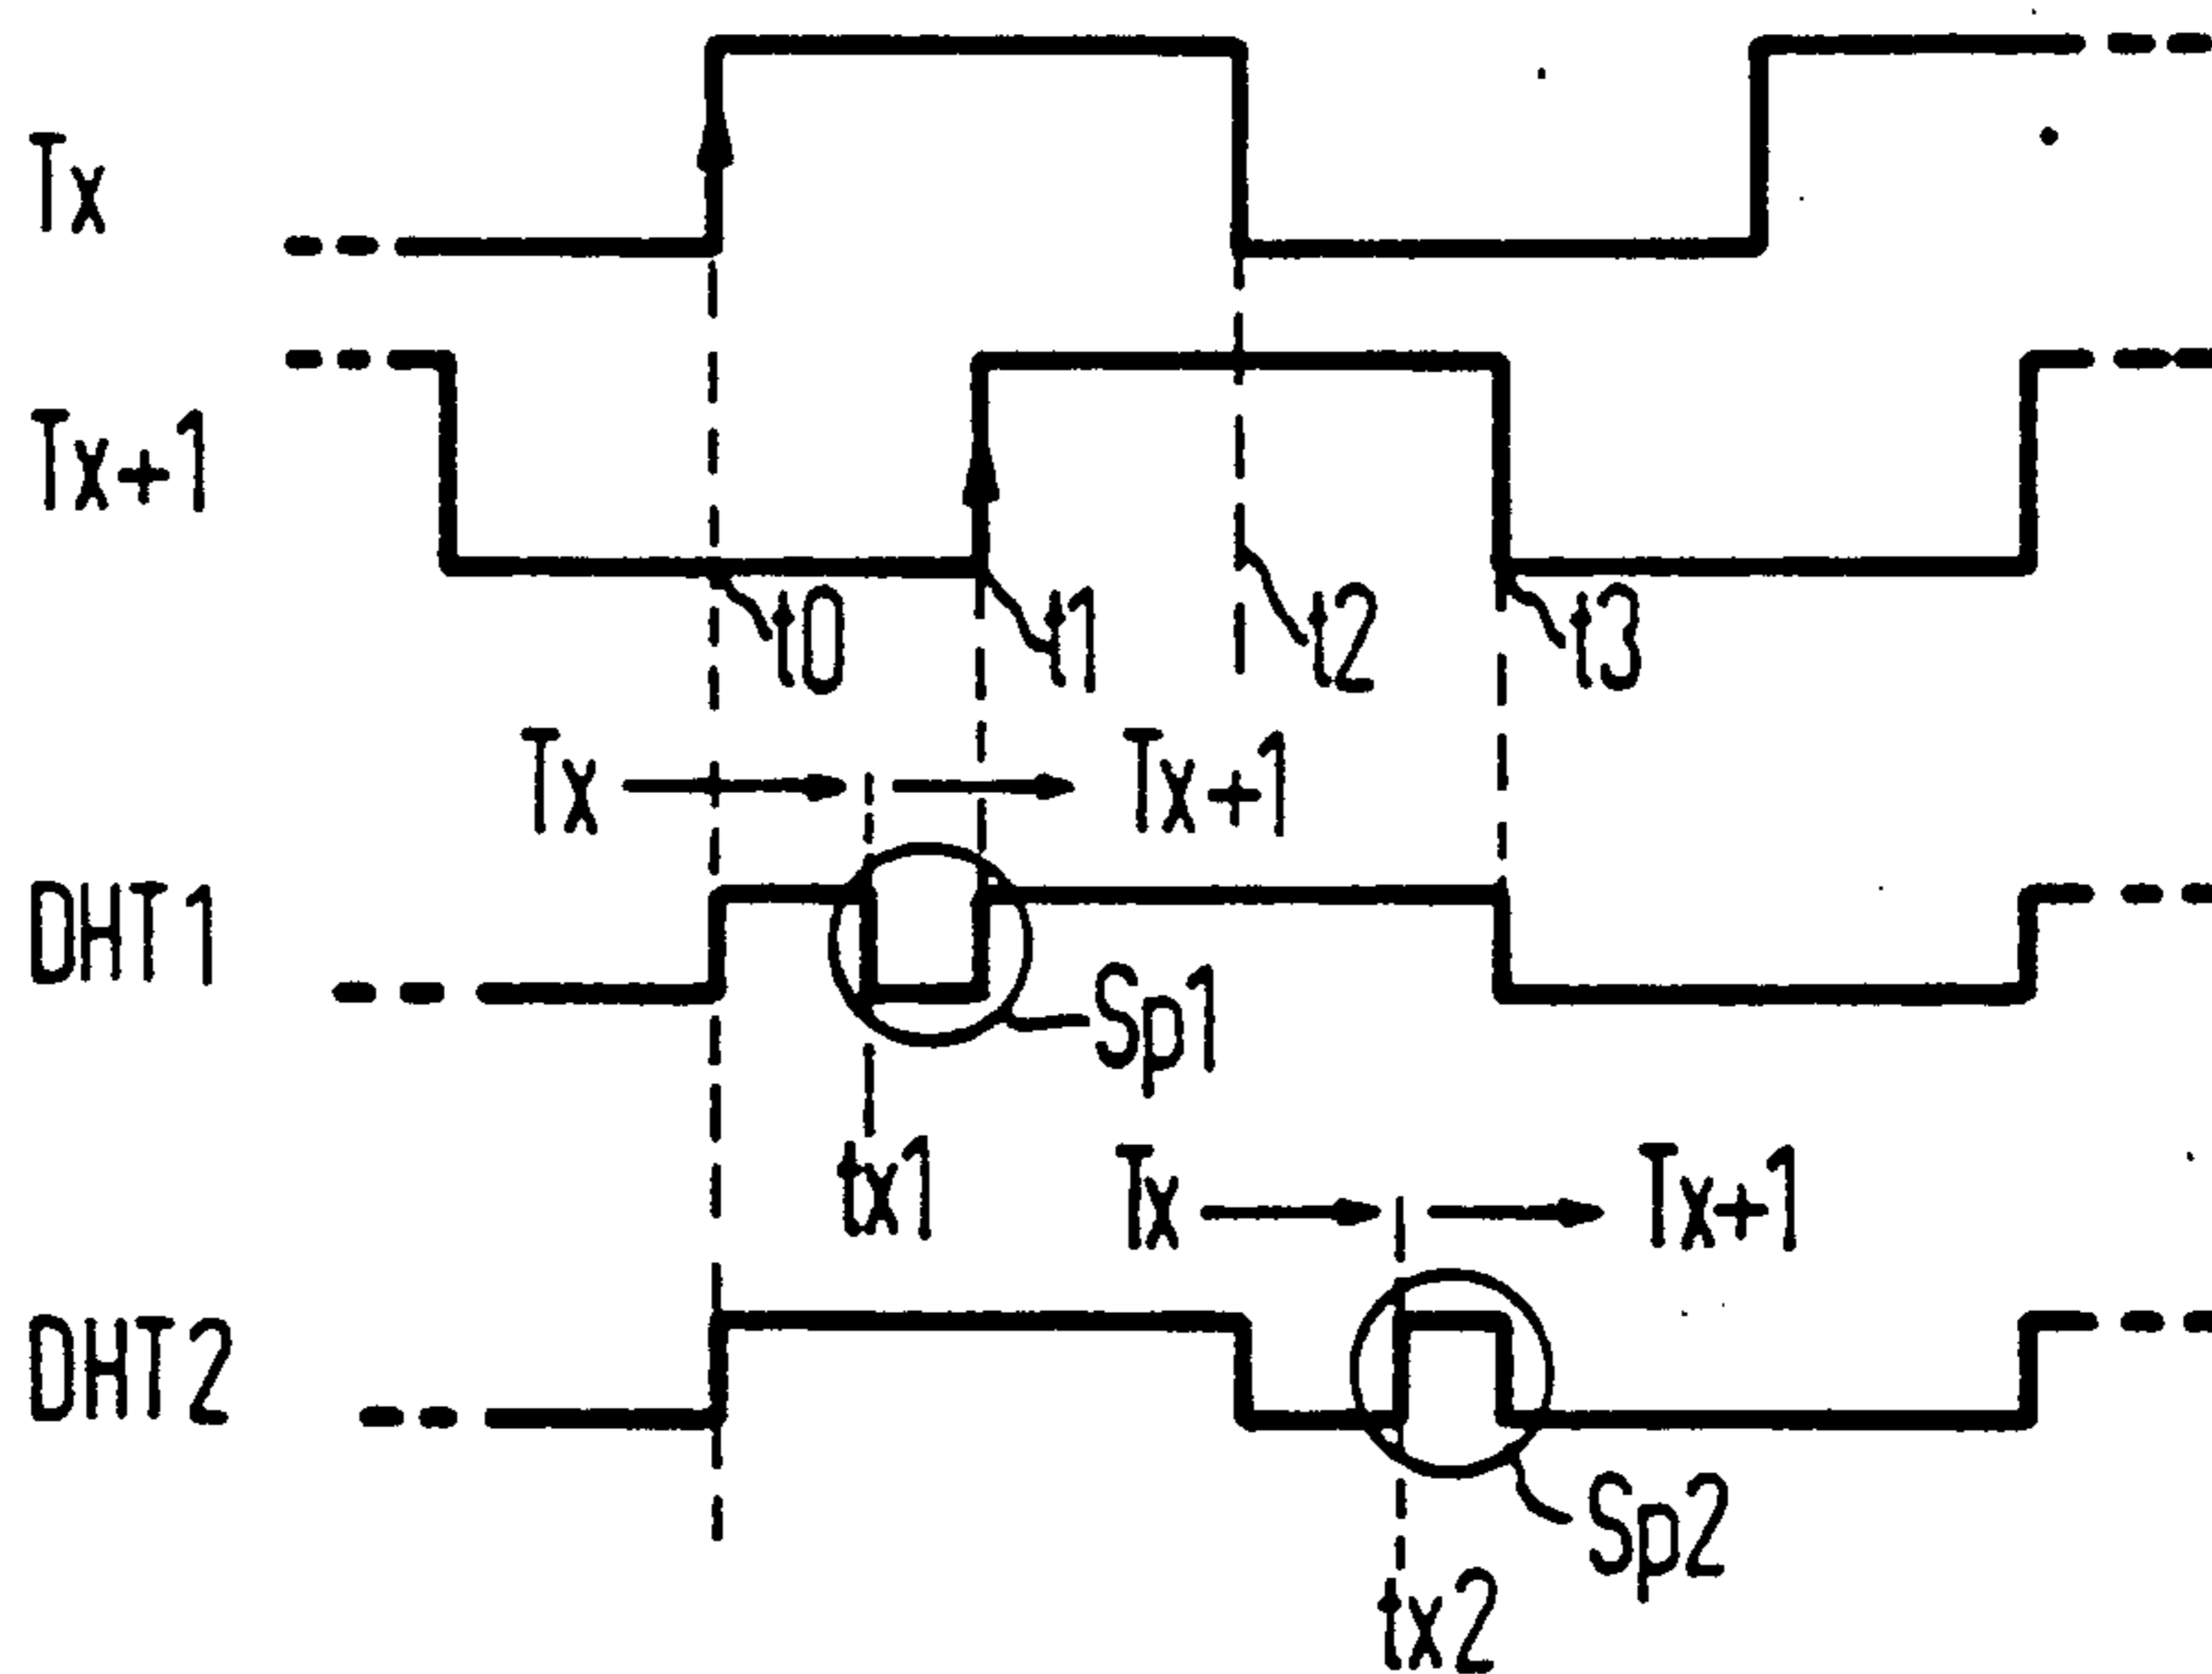 Tx
Tx+1
t0 t1 t2 t3
Tx Tx+1
DHT1
Sp1
tx1 Tx Tx+1
DHT2
Sp2
tx2